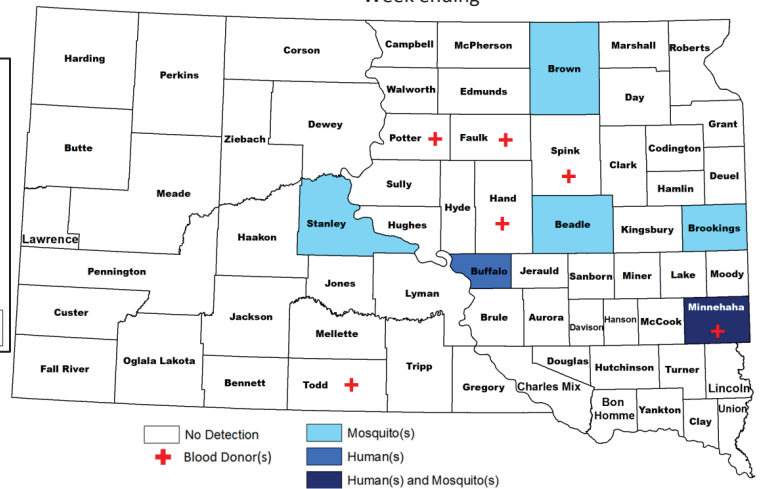 Week ending
Harding
Perkins
Corson
Campbell
McPherson
Brown
Marshall
Roberts
Walworth
Edmunds
Day
Butte
Ziebach
Dewey
Potter
Faulk
Spink
Clark
Codington
Grant
Hamlin
Deuel
Meade
Sully
Hyde
Hand
Stanley
Hughes
Beadle
Kingsbury
Brookings
Lawrence
Haakon
Pennington
Jones
Lyman
Buffalo
Jerauld
Sanborn
Miner
Lake
Moody
Custer
Jackson
Mellette
Brule
Aurora
Davison
Hanson
McCook
Minnehaha
Fall River
Oglala Lakota
Bennett
Todd
Tripp
Gregory
Charles Mix
Douglas
Hutchinson
Turner
Lincoln
Bon
Homme
Yankton
Clay
Union
No Detection
Blood Donor(s)
Mosquito(s)
Human(s)
Human(s) and Mosquito(s)